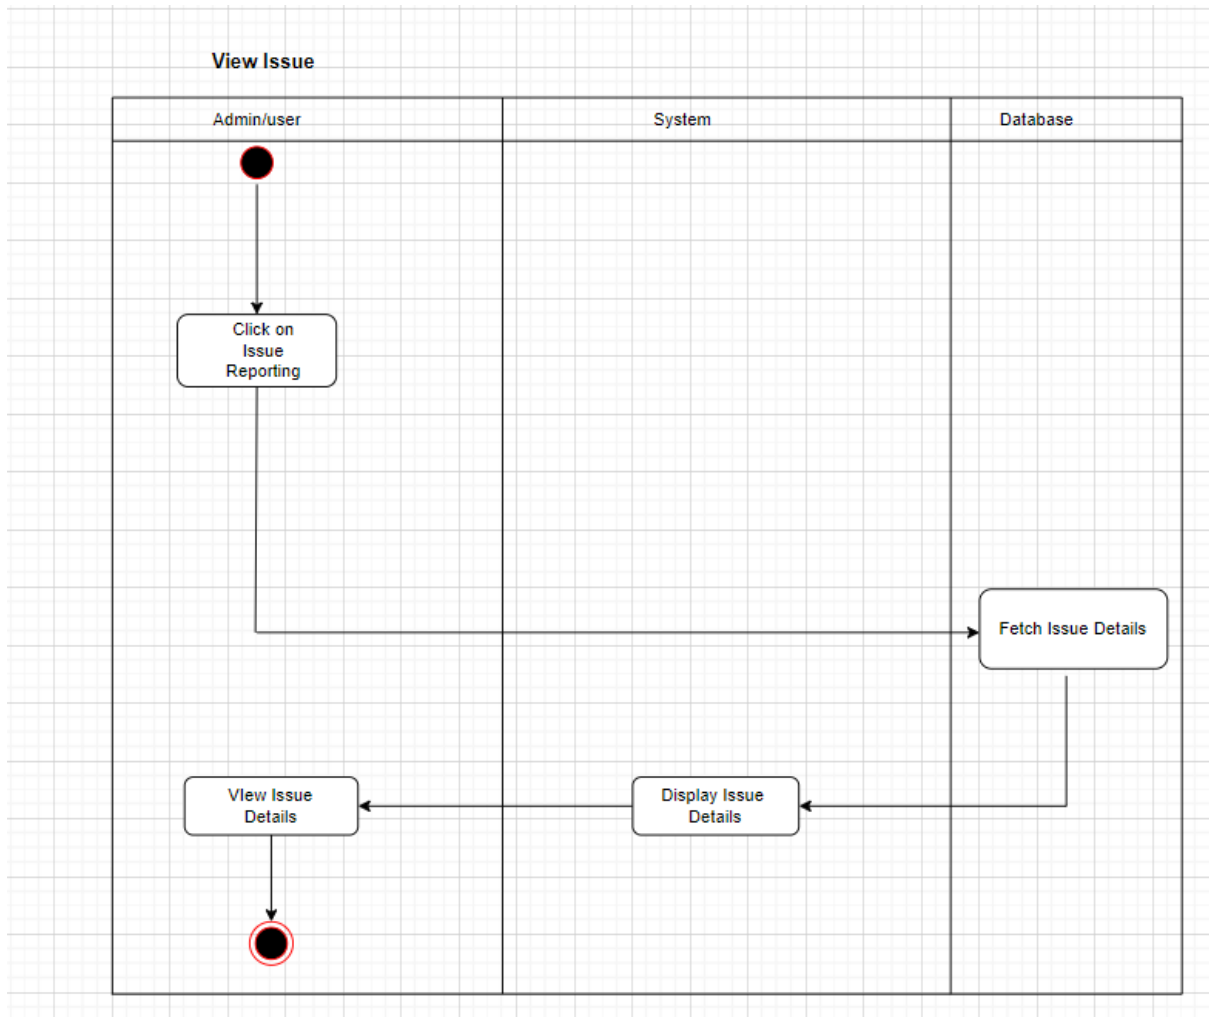 View Issue
Admin/user
System
Database
Click on
Issue
Reporting
Fetch Issue Details
VIew Issue
Details
Display Issue
Details